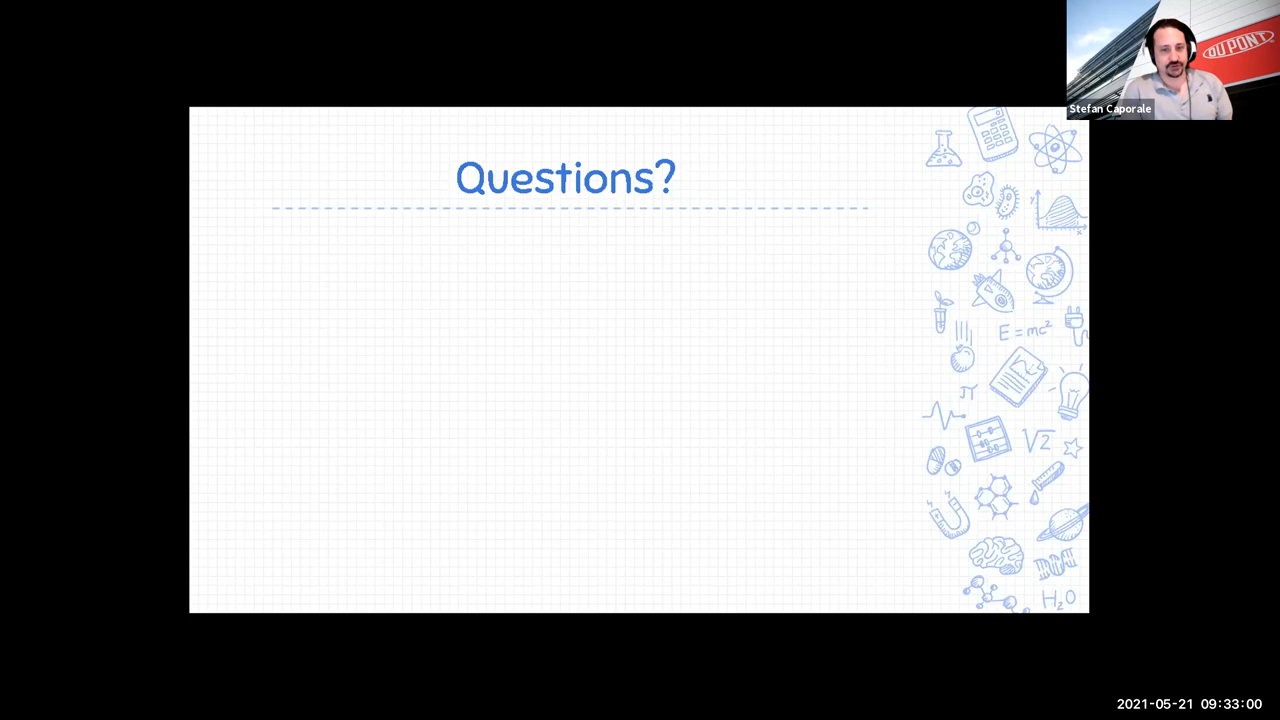 DUPONT
Stefan Caporale
Questions?
y
x
E=mc²
π
√2
H₂O
2021-05-21 09:33:00